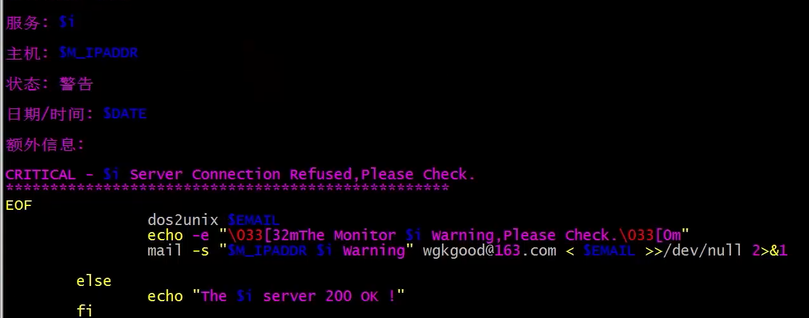 服务: $i
主机: $M_IPADDR
状态: 警告
日期/时间: $DATE
额外信息:
CRITICAL - $i Server Connection Refused,Please Check.
**************************************************
EOF
dos2unix $EMAIL
echo -e "\033[32mThe Monitor $i Warning,Please Check.\033[0m"
mail -s "$M_IPADDR $i Warning" wgkgood@163.com < $EMAIL >>/dev/null 2>&1
else
echo "The $i server 200 OK !"
fi